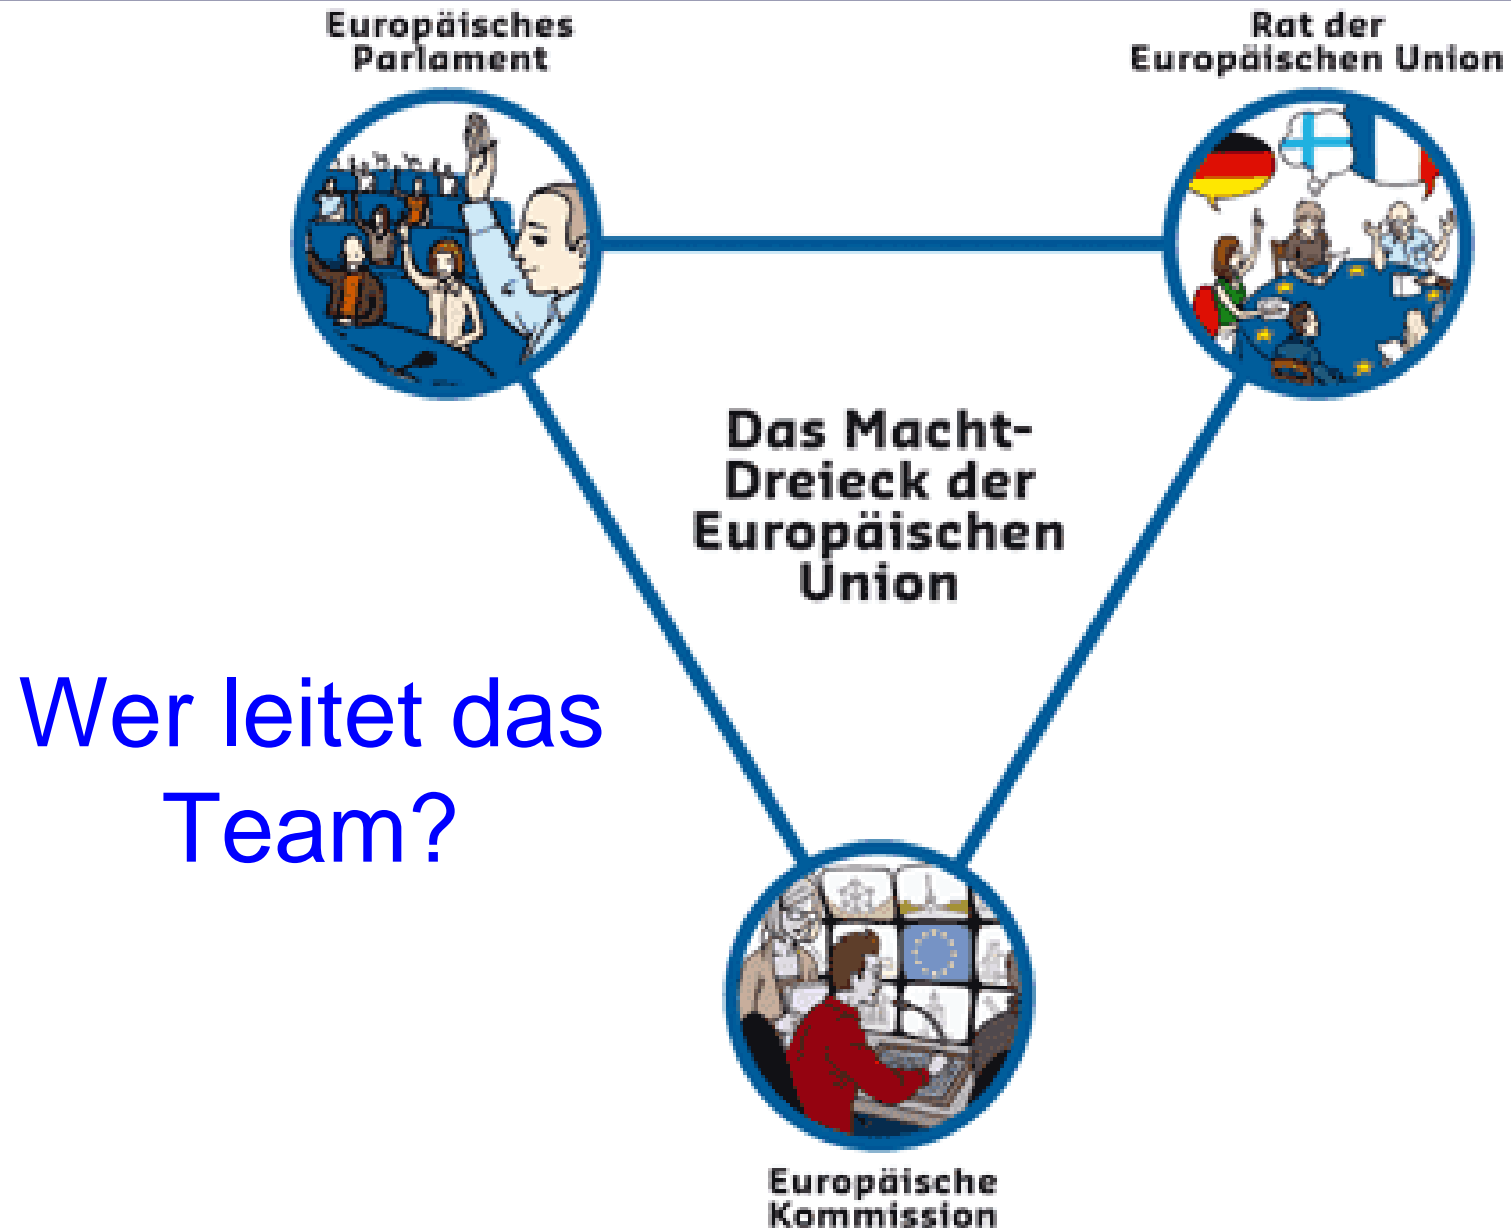 Europäisches
Parlament
Rat der
Europäischen Union
Das Macht-
Dreieck der
Europäischen
Union
Wer leitet das
Team?
Europäische
Kommission